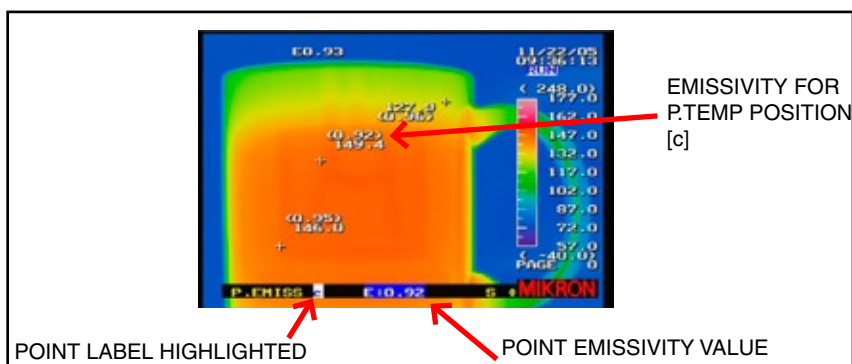 E0.93
11/22/05
09:36:13
RUN
( 248.0)
177.0
162.0
147.0
132.0
117.0
102.0
87.0
72.0
57.0
( -40.0)
PAGE 0
(0.92)
149.4
(0.95)
146.0
P.EMISS c E:0.92 S
MIKRON
EMISSIVITY FOR
P.TEMP POSITION
[c]
POINT LABEL HIGHLIGHTED
POINT EMISSIVITY VALUE